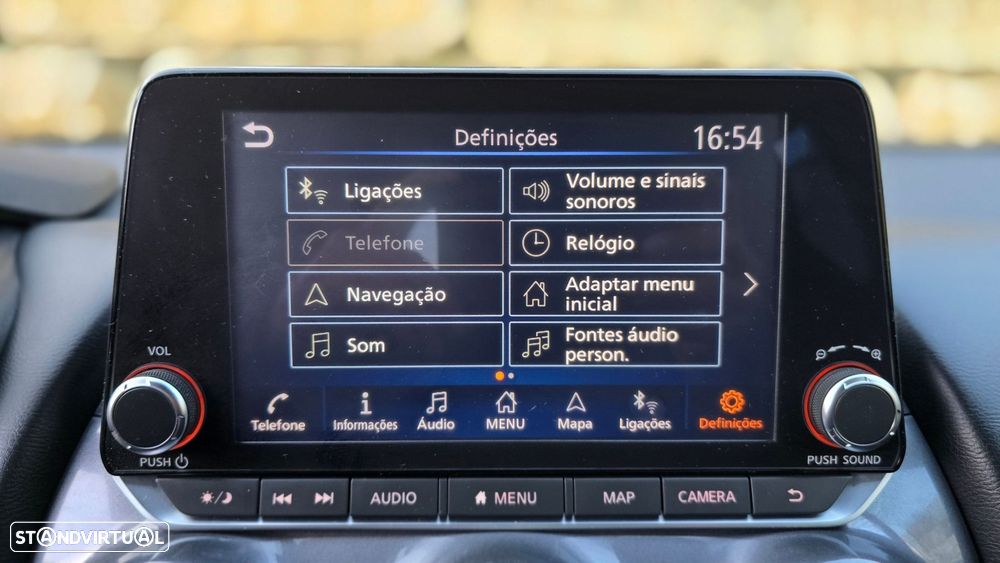 Definições
16:54
Ligações
Volume e sinais
sonoros
Telefone
Relógio
Navegação
Adaptar menu
inicial
Som
Fontes áudio
person.
VOL
PUSH
PUSH SOUND
Telefone
Informações
Áudio
MENU
Mapa
Ligações
Definições
AUDIO
MENU
MAP
CAMERA
STANDVIRTUAL